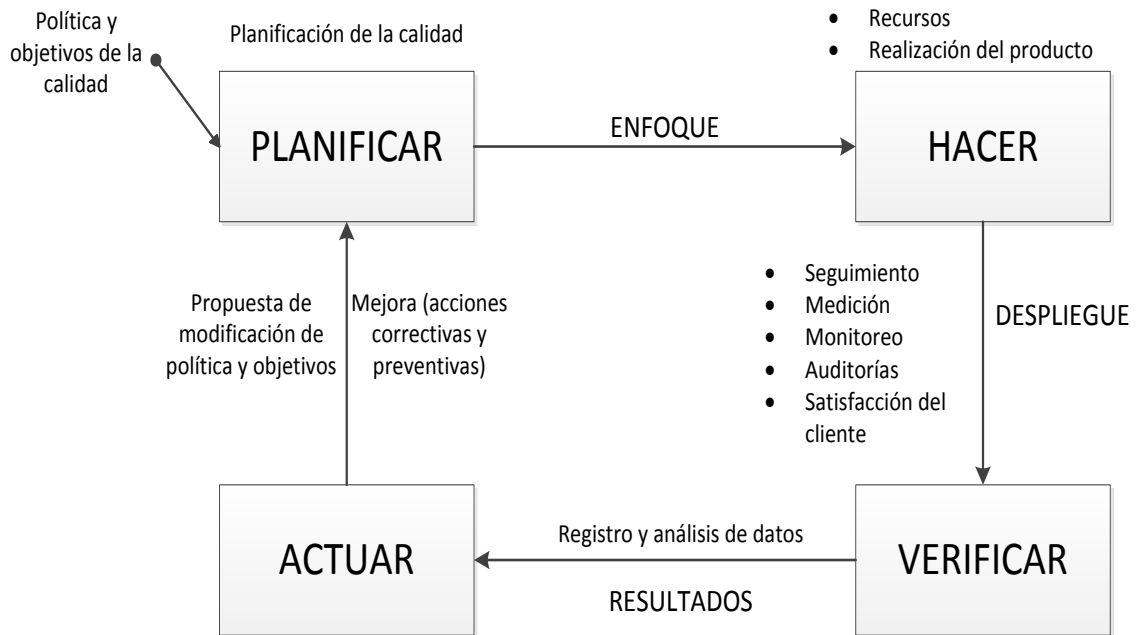 Política y
objetivos de la
calidad
Planificación de la calidad
• Recursos
• Realización del producto
PLANIFICAR
ENFOQUE
HACER
Propuesta de
modificación de
política y objetivos
Mejora (acciones
correctivas y
preventivas)
• Seguimiento
• Medición
• Monitoreo
• Auditorías
• Satisfacción del
cliente
DESPLIEGUE
ACTUAR
Registro y análisis de datos
RESULTADOS
VERIFICAR